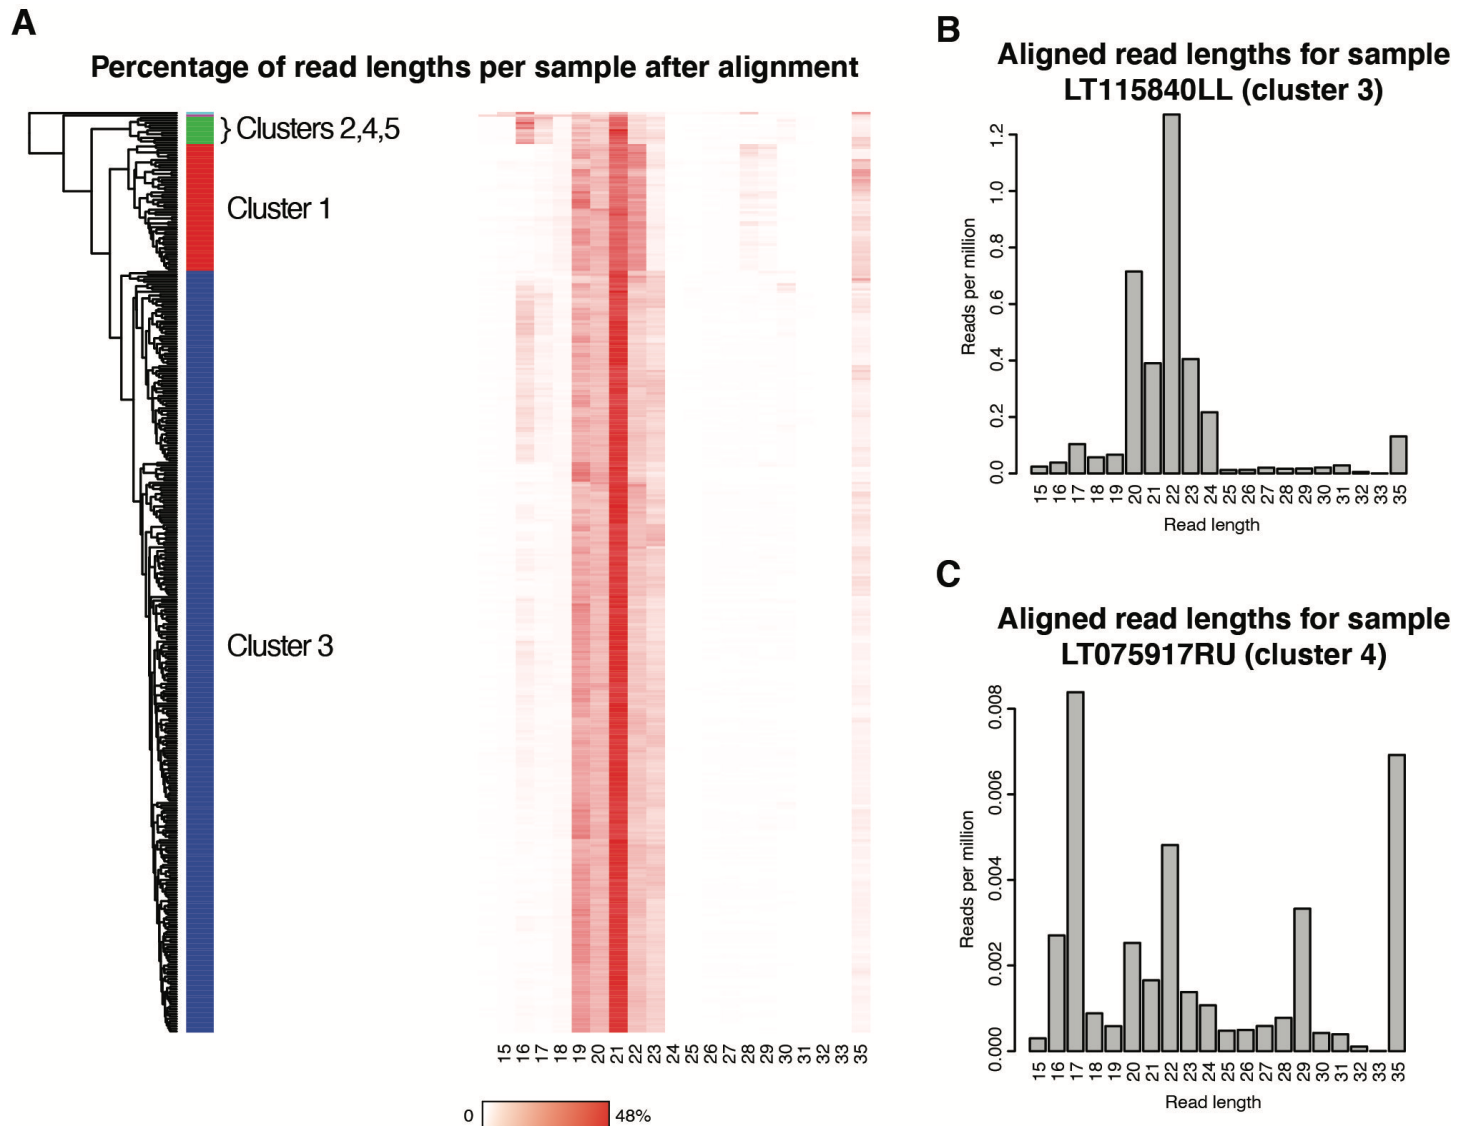 A
Percentage of read lengths per sample after alignment
} Clusters 2,4,5
Cluster 1
Cluster 3
15 16 17 18 19 20 21 22 23 24 25 26 27 28 29 30 31 32 33 35
0 48%
B
Aligned read lengths for sample
LT115840LL (cluster 3)
Reads per million
1.2
1.0
0.8
0.6
0.4
0.2
0.0
15 16 17 18 19 20 21 22 23 24 25 26 27 28 29 30 31 32 33 35
Read length
C
Aligned read lengths for sample
LT075917RU (cluster 4)
Reads per million
0.008
0.006
0.004
0.002
0.000
15 16 17 18 19 20 21 22 23 24 25 26 27 28 29 30 31 32 33 35
Read length